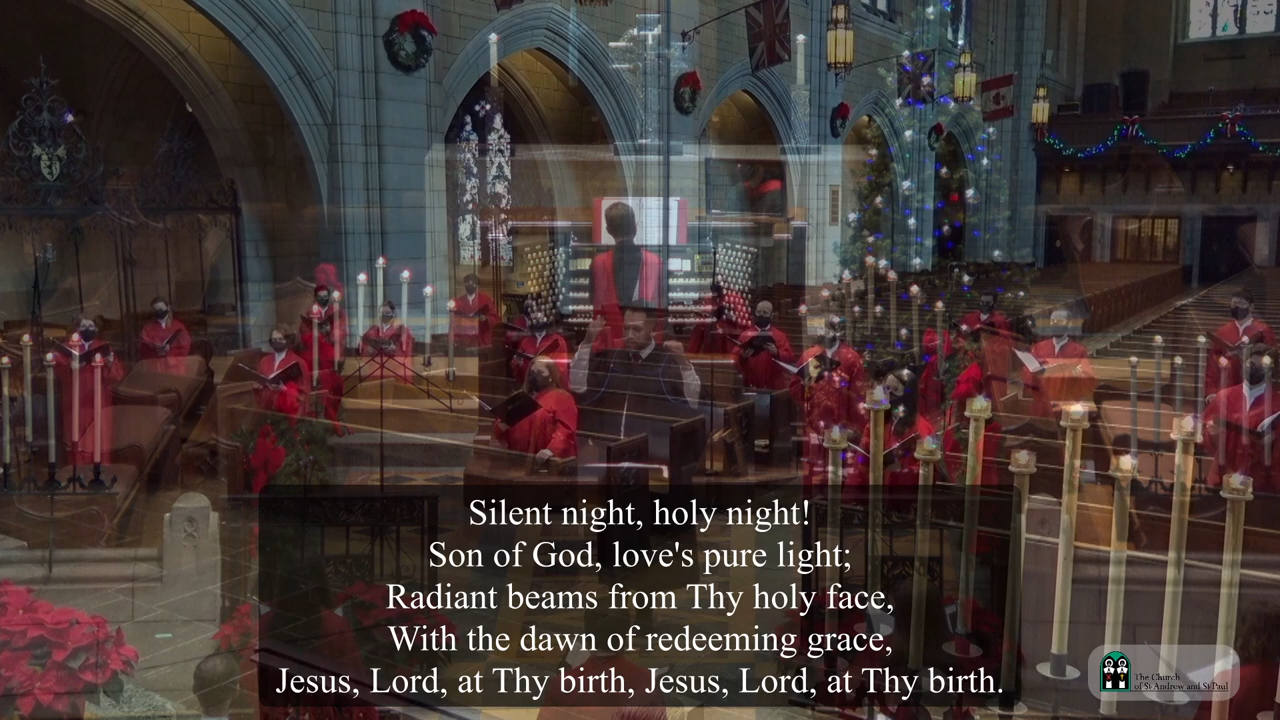 Silent night, holy night!
Son of God, love's pure light;
Radiant beams from Thy holy face,
With the dawn of redeeming grace,
Jesus, Lord, at Thy birth, Jesus, Lord, at Thy birth.
The Church
of St Andrew and St Paul